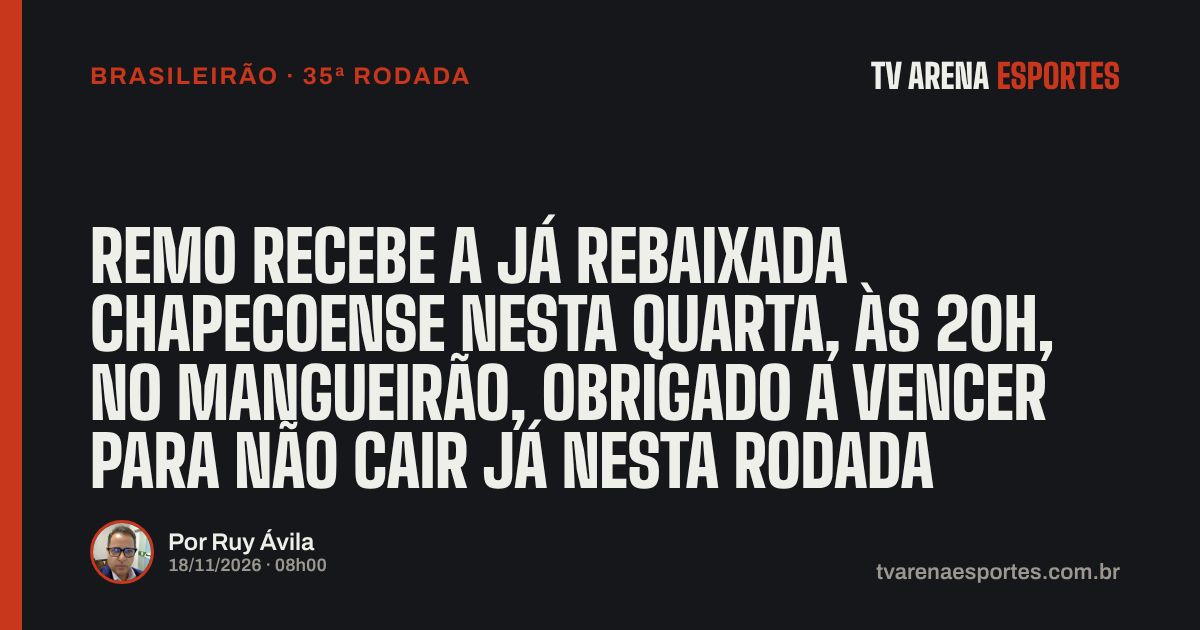 BRASILEIRÃO · 35ª RODADA
TV ARENA ESPORTES
REMO RECEBE A JÁ REBAIXADA
CHAPECOENSE NESTA QUARTA, ÀS 20H,
NO MANGUEIRÃO, OBRIGADO A VENCER
PARA NÃO CAIR JÁ NESTA RODADA
Por Ruy Ávila
18/11/2026 · 08h00
tvarenaesportes.com.br